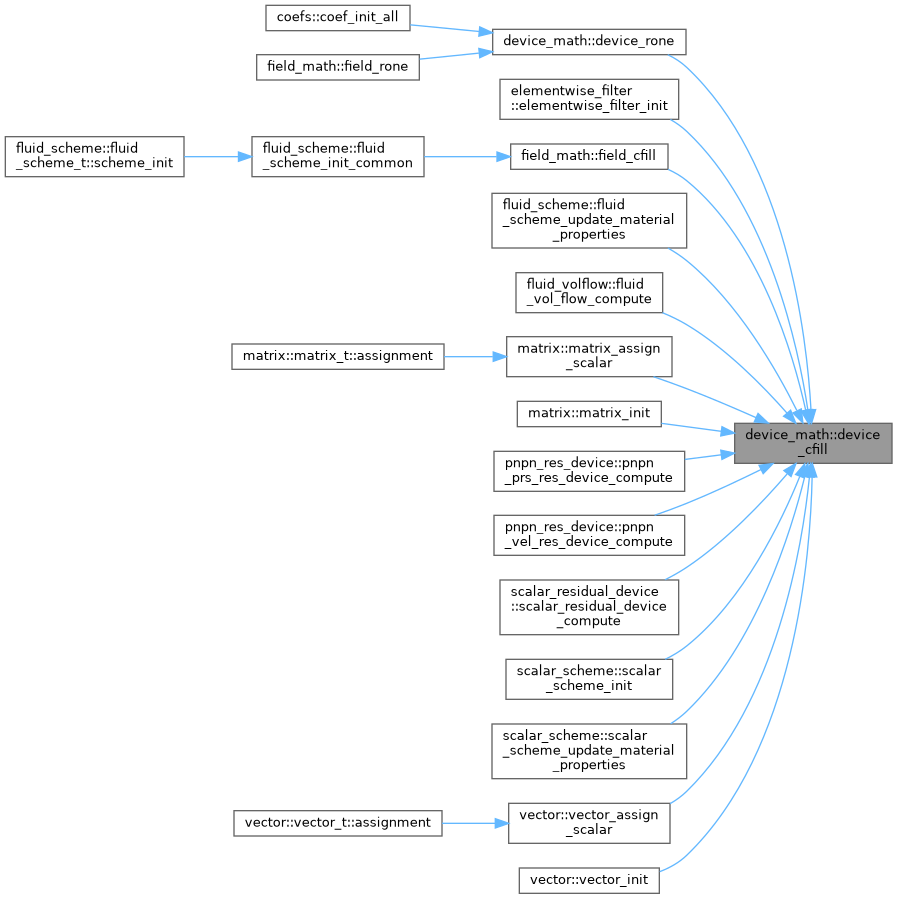 coefs::coef_init_all
device_math::device_rone
field_math::field_rone
elementwise_filter
::elementwise_filter_init
fluid_scheme::fluid
_scheme_t::scheme_init
fluid_scheme::fluid
_scheme_init_common
field_math::field_cfill
fluid_scheme::fluid
_scheme_update_material
_properties
fluid_volflow::fluid
_vol_flow_compute
matrix::matrix_t::assignment
matrix::matrix_assign
_scalar
matrix::matrix_init
device_math::device
_cfill
pnpn_res_device::pnpn
_prs_res_device_compute
pnpn_res_device::pnpn
_vel_res_device_compute
scalar_residual_device
::scalar_residual_device
_compute
scalar_scheme::scalar
_scheme_init
scalar_scheme::scalar
_scheme_update_material
_properties
vector::vector_t::assignment
vector::vector_assign
_scalar
vector::vector_init